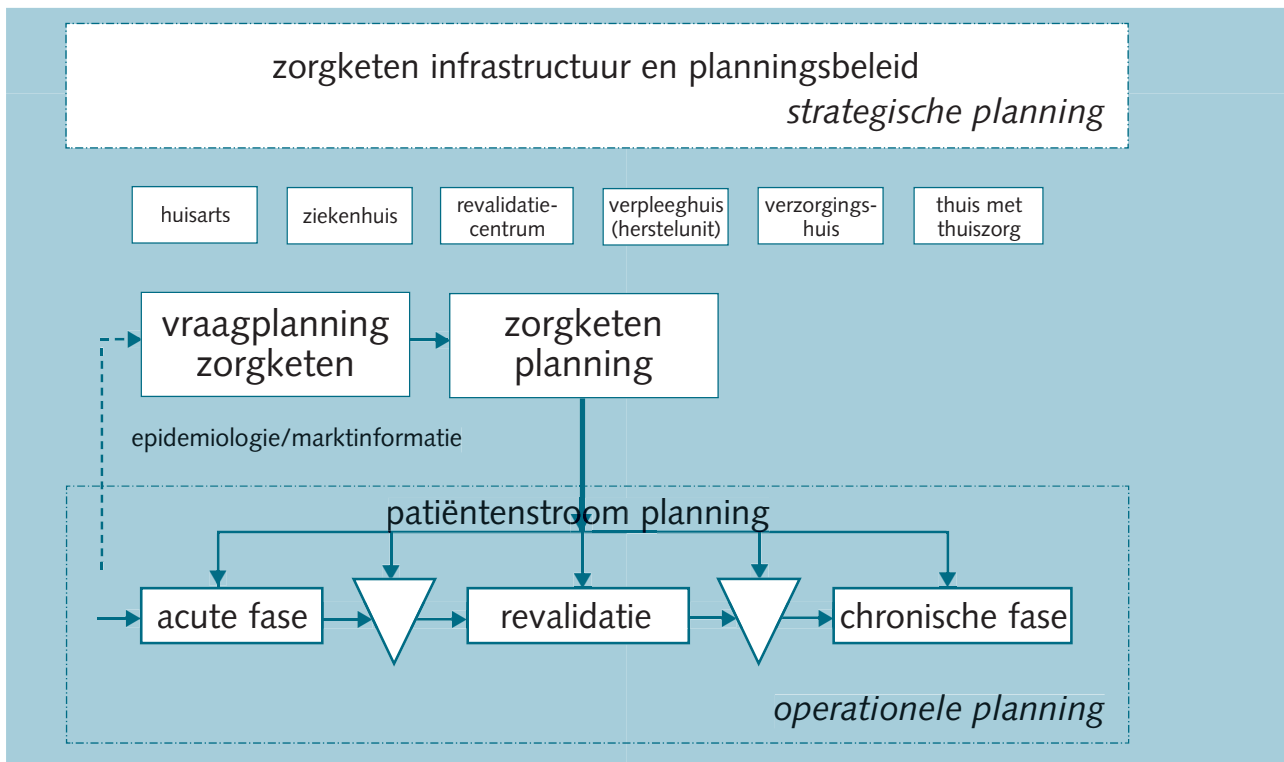 zorgketen infrastructuur en planningsbeleid
strategische planning
huisarts
ziekenhuis
revalidatie-
centrum
verpleeghuis
(herstelunit)
verzorgings-
huis
thuis met
thuiszorg
vraagplanning
zorgketen
zorgketen
planning
epidemiologie/marktinformatie
patiëntenstroom planning
acute fase
revalidatie
chronische fase
operationele planning